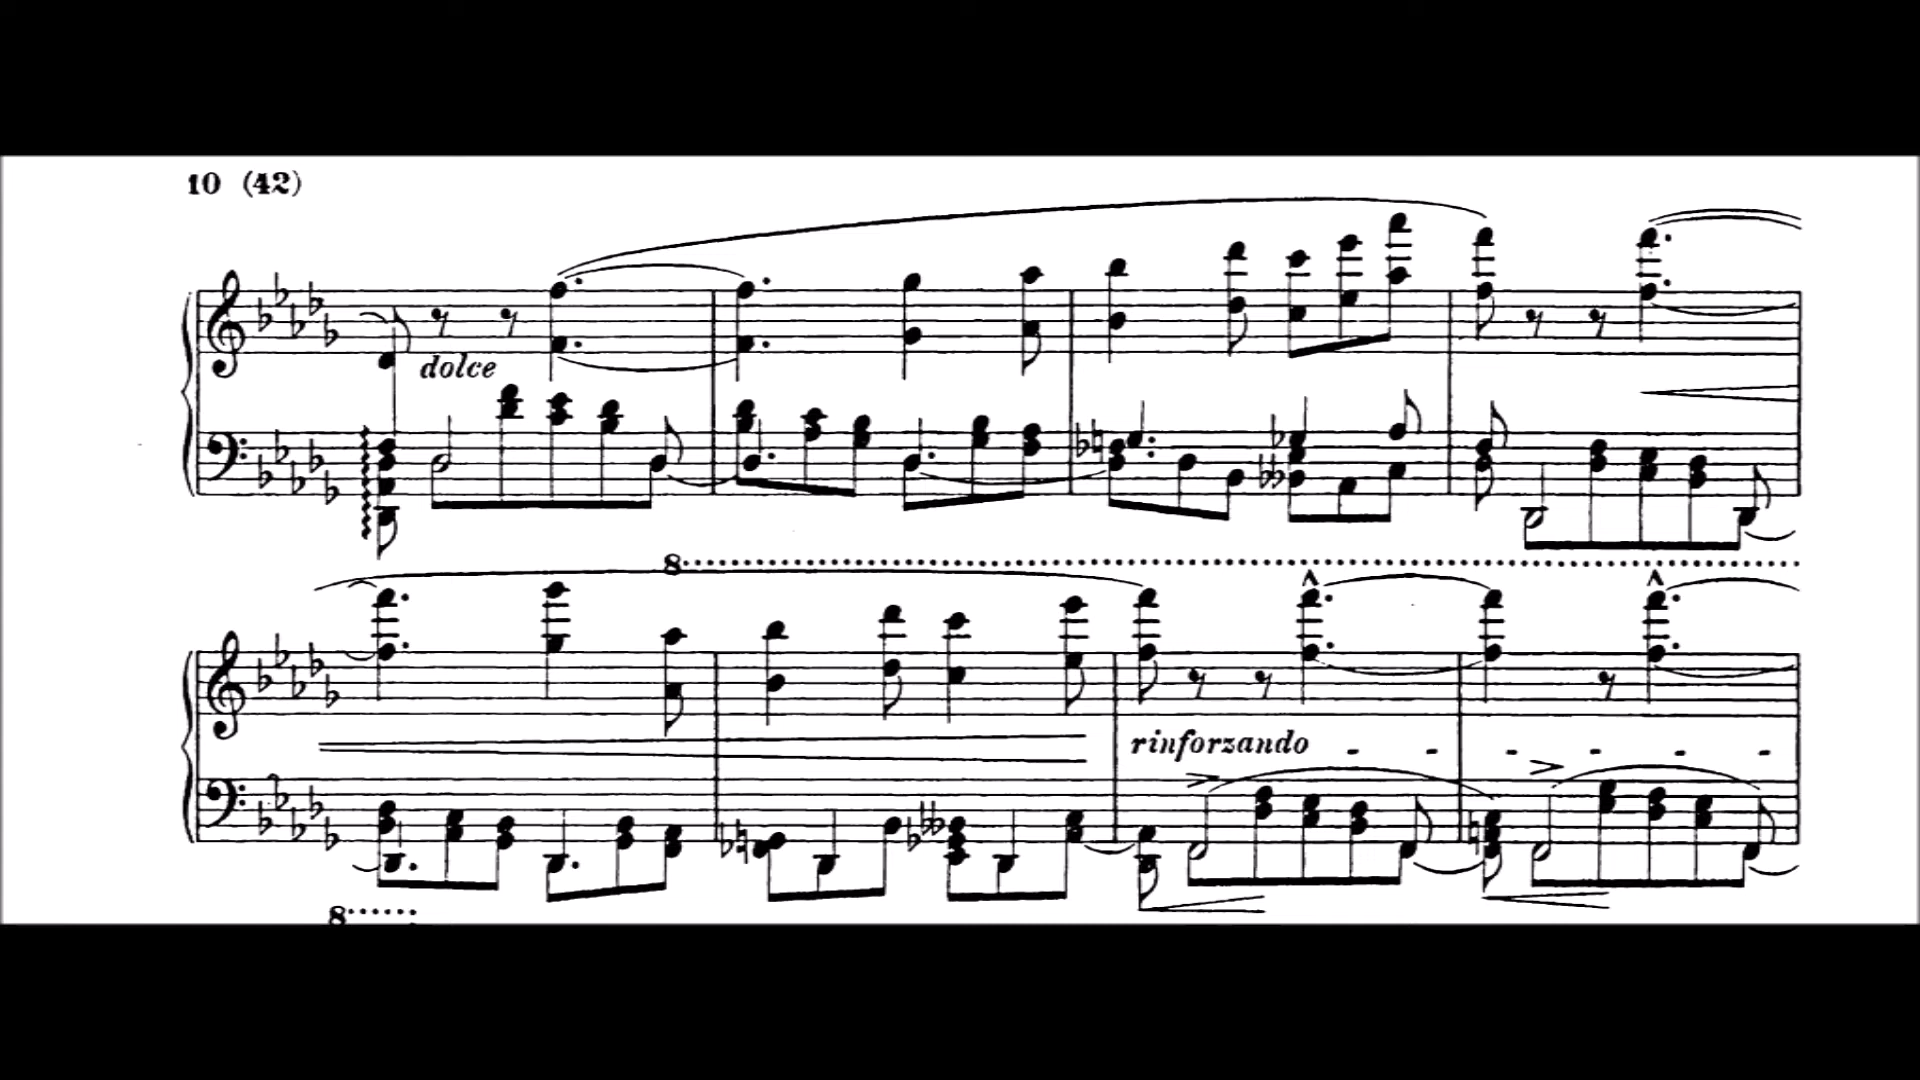 10 (42)
dolce
8
rinforzando - - - - - -
8